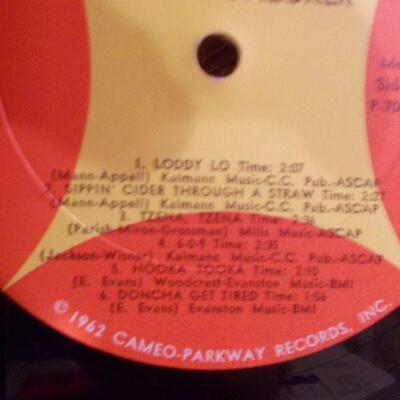 Side
1. LODDY LO Time: 2:07
(Mann-Appell) Kalmann Music-C.C. Pub.-ASCAP
2. SIPPIN' CIDER THROUGH A STRAW Time: 2:27
(Mann-Appell) Kalmann Music-C.C. Pub.-ASCAP
3. TZENA, TZENA Time: 2:36
(Parish-Miron-Grossman) Mills Music-ASCAP
4. 6-0-9 Time: 2:35
(Jackson-Wisner) Kalmann Music-C.C. Pub.-ASCAP
5. HOOKA TOOKA Time: 2:10
(E. Evans) Woodcrest-Evanston Music-BMI
6. DONCHA GET TIRED Time: 1:56
(E. Evans) Evanston Music-BMI
© 1962 CAMEO-PARKWAY RECORDS, INC.